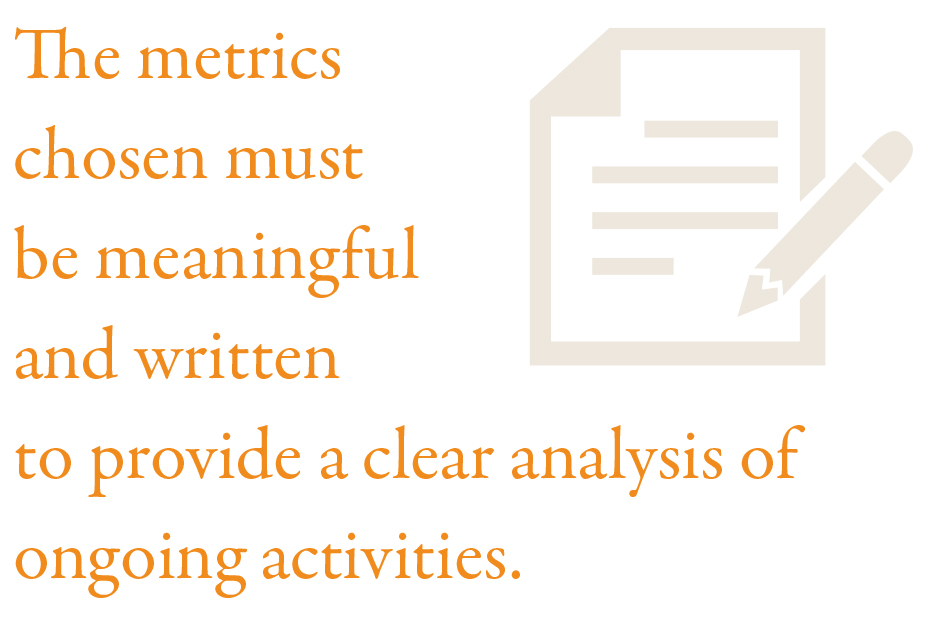 The metrics
chosen must
be meaningful
and written
to provide a clear analysis of
ongoing activities.